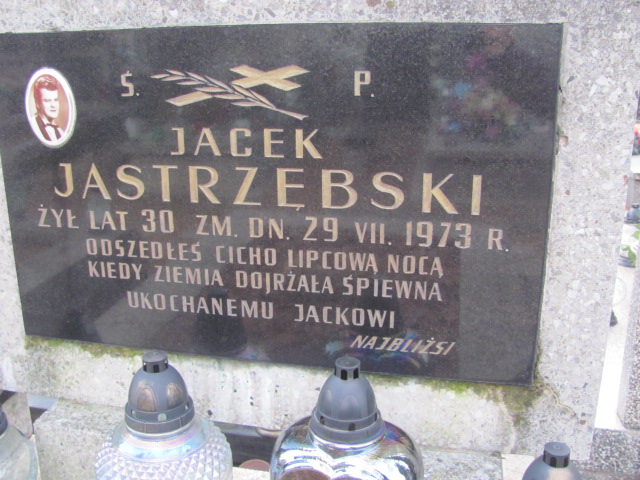 Ś. P.
JACEK
JASTRZĘBSKI
ŻYŁ LAT 30 ZM. DN. 29 VII. 1973 R.
ODSZEDŁEŚ CICHO LIPCOWĄ NOCĄ
KIEDY ZIEMIA DOJRŻAŁA ŚPIEWNA
UKOCHANEMU JACKOWI
NAJBLIŻSI